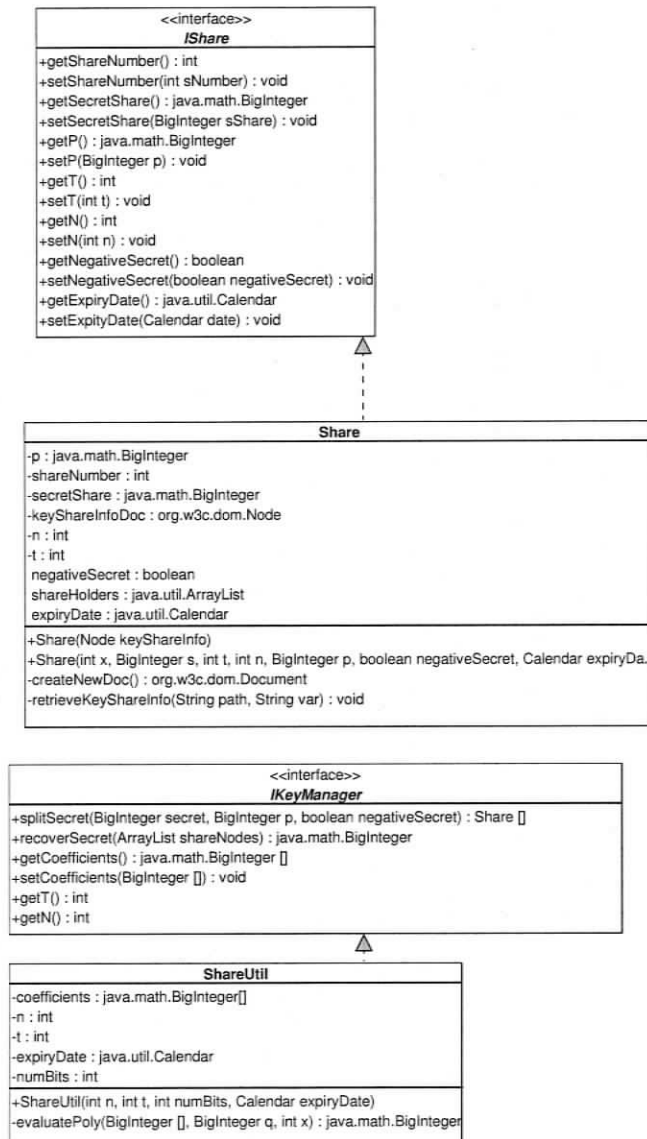 <<interface>>
IShare
+getShareNumber() : int
+setShareNumber(int sNumber) : void
+getSecretShare() : java.math.BigInteger
+setSecretShare(BigInteger sShare) : void
+getP() : java.math.BigInteger
+setP(BigInteger p) : void
+getT() : int
+setT(int t) : void
+getN() : int
+setN(int n) : void
+getNegativeSecret() : boolean
+setNegativeSecret(boolean negativeSecret) : void
+getExpiryDate() : java.util.Calendar
+setExpityDate(Calendar date) : void
Share
-p : java.math.BigInteger
-shareNumber : int
-secretShare : java.math.BigInteger
-keyShareInfoDoc : org.w3c.dom.Node
-n : int
-t : int
negativeSecret : boolean
shareHolders : java.util.ArrayList
expiryDate : java.util.Calendar
+Share(Node keyShareInfo)
+Share(int x, BigInteger s, int t, int n, BigInteger p, boolean negativeSecret, Calendar expiryDa.
-createNewDoc() : org.w3c.dom.Document
-retrieveKeyShareInfo(String path, String var) : void
<<interface>>
IKeyManager
+splitSecret(BigInteger secret, BigInteger p, boolean negativeSecret) : Share []
+recoverSecret(ArrayList shareNodes) : java.math.BigInteger
+getCoefficients() : java.math.BigInteger []
+setCoefficients(BigInteger []) : void
+getT() : int
+getN() : int
ShareUtil
-coefficients : java.math.BigInteger[]
-n : int
-t : int
-expiryDate : java.util.Calendar
-numBits : int
+ShareUtil(int n, int t, int numBits, Calendar expiryDate)
-evaluatePoly(BigInteger [], BigInteger q, int x) : java.math.BigInteger